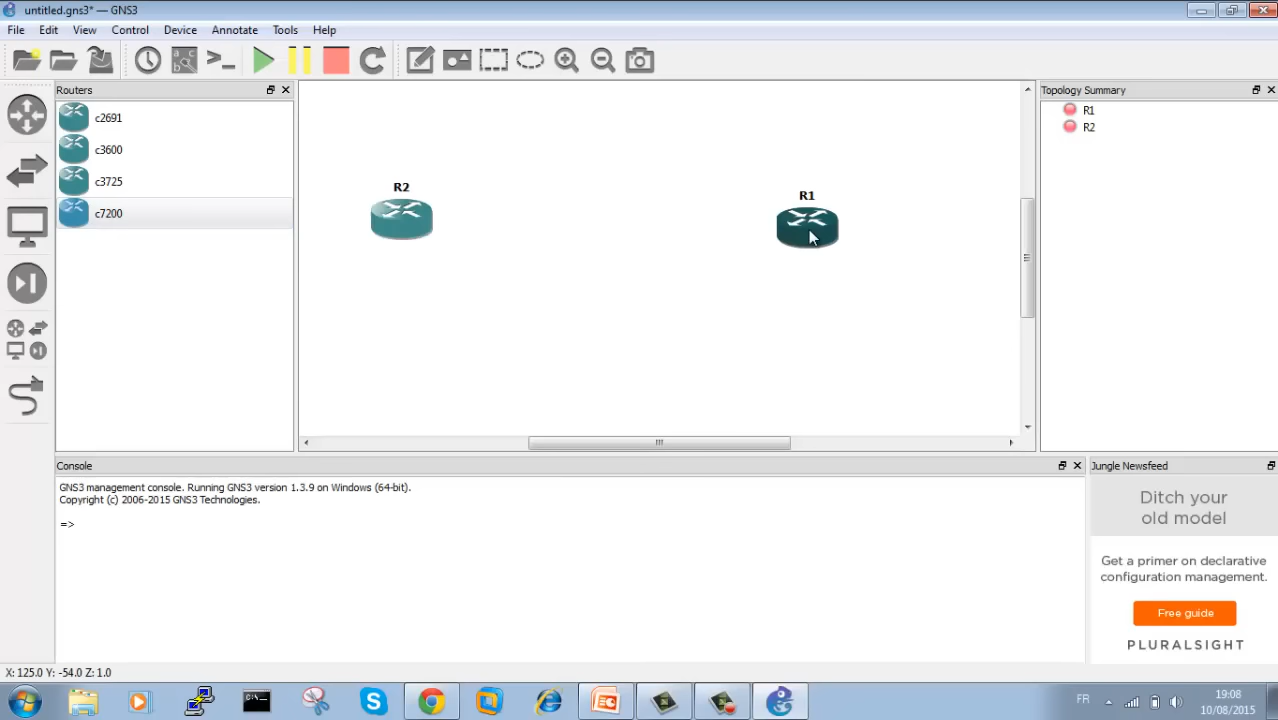 untitled.gns3* — GNS3
File Edit View Control Device Annotate Tools Help
Routers
c2691
c3600
c3725
c7200
R2
R1
Topology Summary
R1
R2
Console
GNS3 management console. Running GNS3 version 1.3.9 on Windows (64-bit).
Copyright (c) 2006-2015 GNS3 Technologies.
=>
Jungle Newsfeed
Ditch your
old model
Get a primer on declarative
configuration management.
Free guide
PLURALSIGHT
X: 125.0 Y: -54.0 Z: 1.0
FR
19:08
10/08/2015